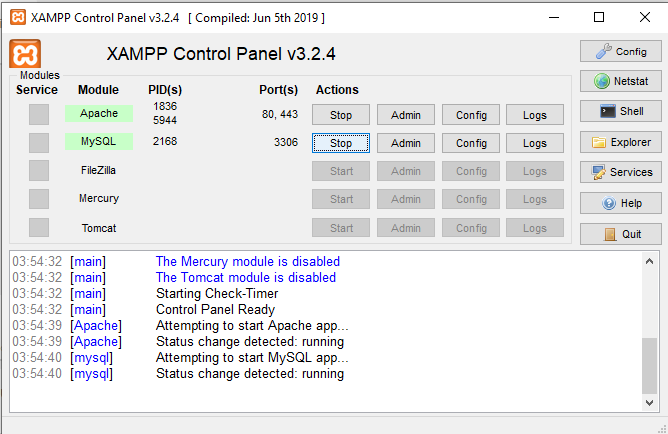 XAMPP Control Panel v3.2.4 [ Compiled: Jun 5th 2019 ]
XAMPP Control Panel v3.2.4
Config
Modules
Service Module PID(s) Port(s) Actions
Netstat
Apache 1836 5944 80, 443 Stop Admin Config Logs
Shell
MySQL 2168 3306 Stop Admin Config Logs
Explorer
FileZilla Start Admin Config Logs
Services
Mercury Start Admin Config Logs
Help
Tomcat Start Admin Config Logs
Quit
03:54:32 [main] The Mercury module is disabled
03:54:32 [main] The Tomcat module is disabled
03:54:32 [main] Starting Check-Timer
03:54:32 [main] Control Panel Ready
03:54:39 [Apache] Attempting to start Apache app...
03:54:39 [Apache] Status change detected: running
03:54:40 [mysql] Attempting to start MySQL app...
03:54:40 [mysql] Status change detected: running